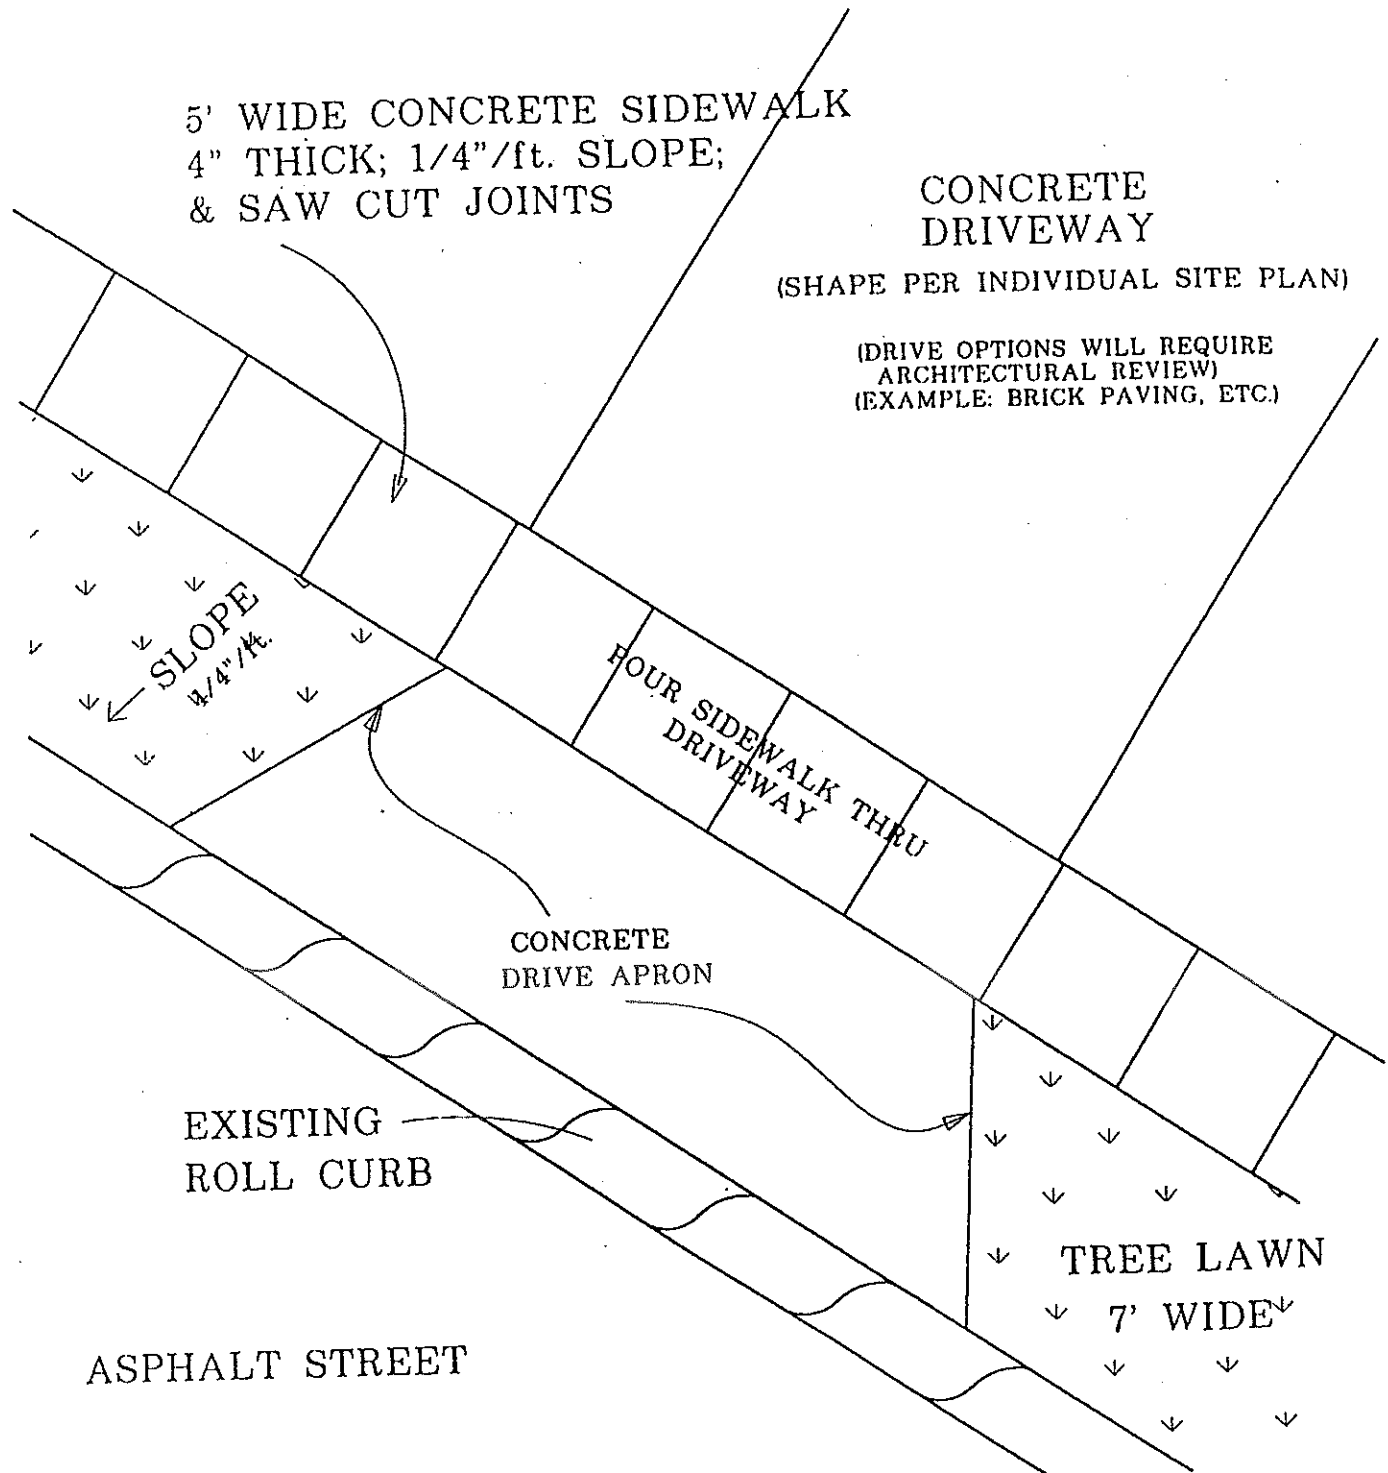 5' WIDE CONCRETE SIDEWALK
4" THICK; 1/4"/ft. SLOPE;
& SAW CUT JOINTS
CONCRETE
DRIVEWAY
(SHAPE PER INDIVIDUAL SITE PLAN)
(DRIVE OPTIONS WILL REQUIRE
ARCHITECTURAL REVIEW)
(EXAMPLE: BRICK PAVING, ETC.)
SLOPE
1/4"/ft.
POUR SIDEWALK THRU
DRIVEWAY
CONCRETE
DRIVE APRON
EXISTING
ROLL CURB
TREE LAWN
7' WIDE
ASPHALT STREET